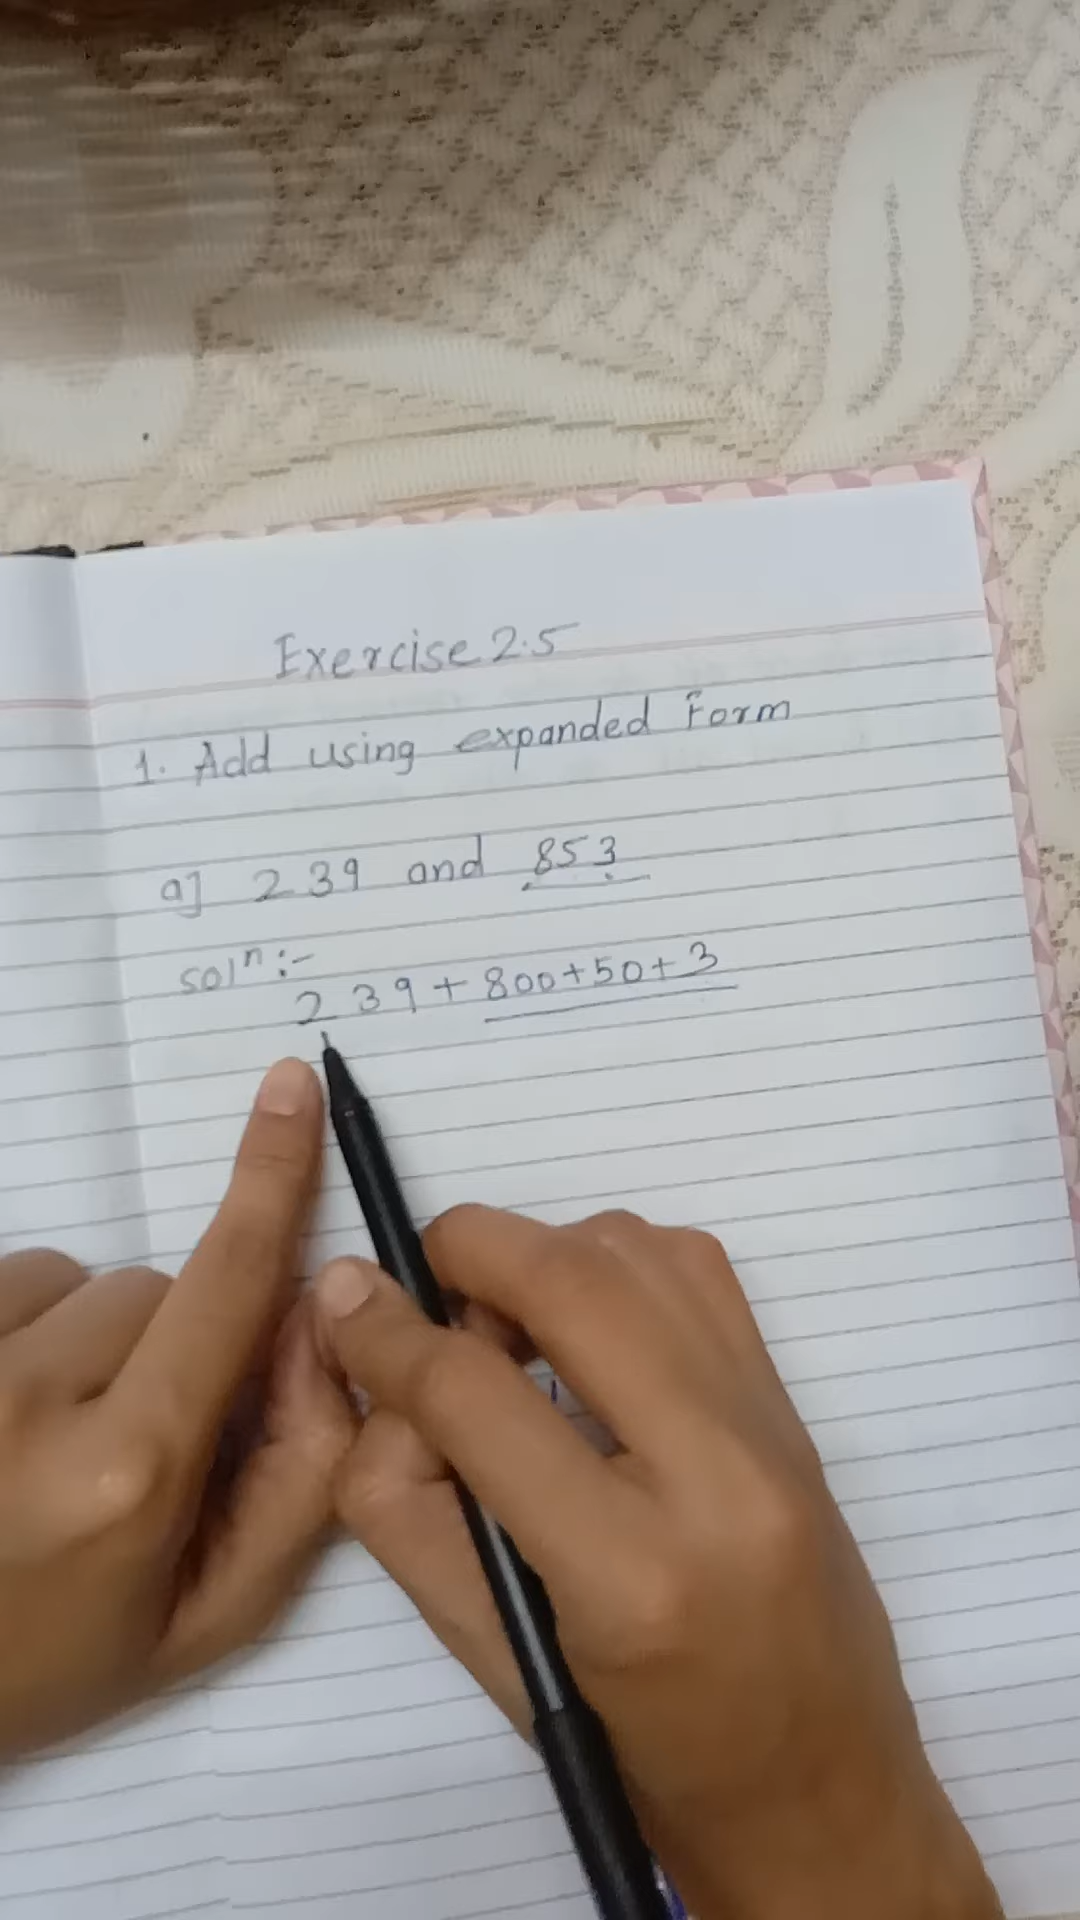 Exercise 2.5
1. Add using expanded Form
a] 239 and 853
Solⁿ:-
239+800+50+3